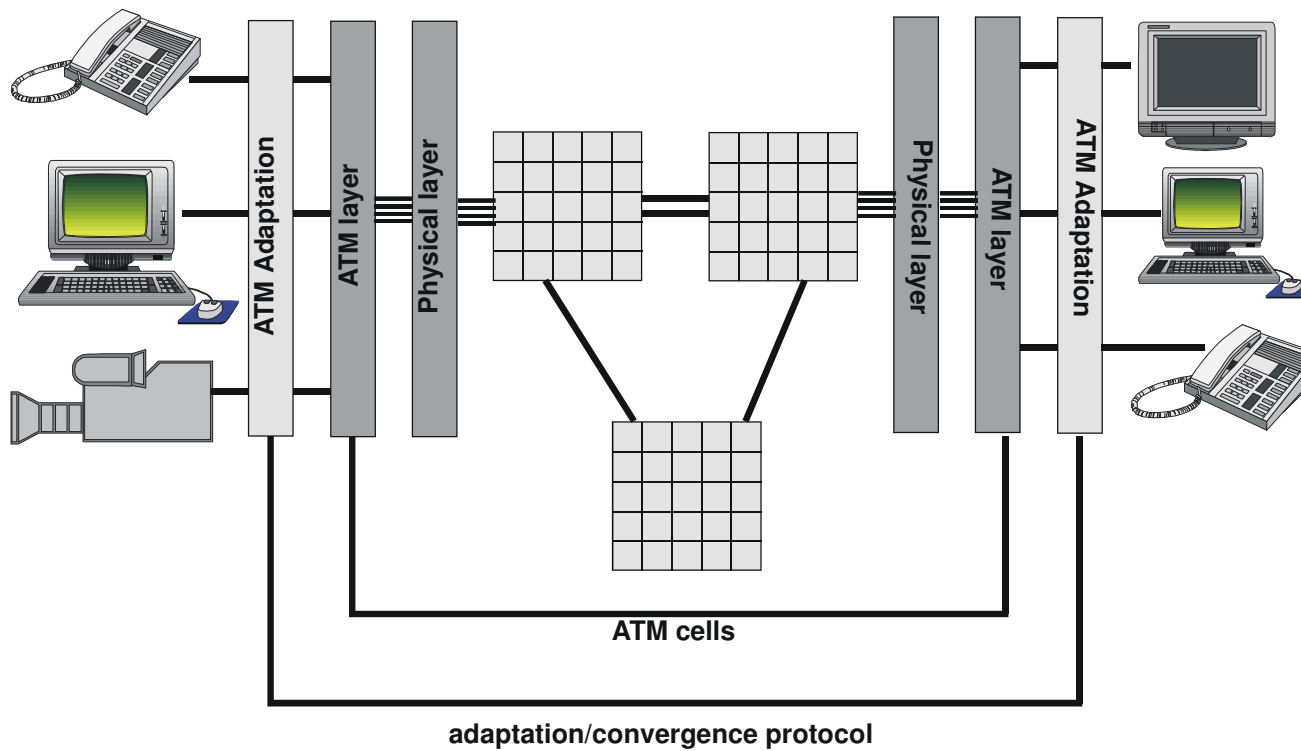 ATM Adaptation
ATM layer
Physical layer
Physical layer
ATM layer
ATM Adaptation
ATM cells
adaptation/convergence protocol